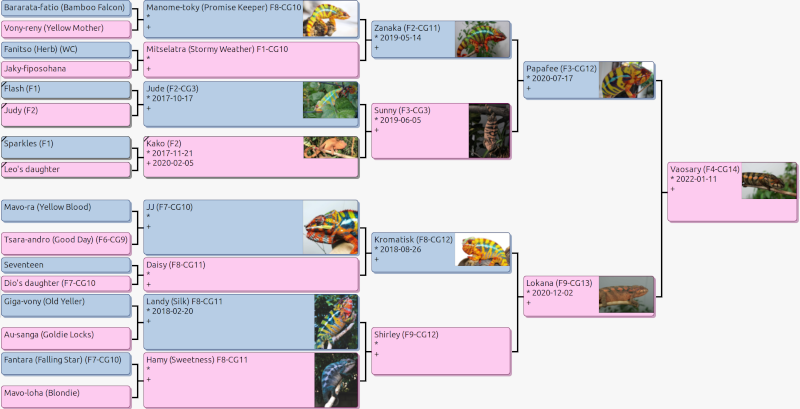 Bararata-fatio (Bamboo Falcon)
Vony-reny (Yellow Mother)
Fanitso (Herb) (WC)
Jaky-fiposohana
Flash (F1)
Judy (F2)
Sparkles (F1)
Leo's daughter
Mavo-ra (Yellow Blood)
Tsara-andro (Good Day) (F6-CG9)
Seventeen
Dio's daughter (F7-CG10
Giga-vony (Old Yeller)
Au-sanga (Goldie Locks)
Fantara (Falling Star) (F7-CG10)
Mavo-loha (Blondie)
Manome-toky (Promise Keeper) F8-CG10
*
+
Mitselatra (Stormy Weather) F1-CG10
*
+
Jude (F2-CG3)
* 2017-10-17
+
Kako (F2)
* 2017-11-21
+ 2020-02-05
JJ (F7-CG10)
*
+
Daisy (F8-CG11)
*
+
Landy (Silk) F8-CG11
* 2018-02-20
+
Hamy (Sweetness) F8-CG11
*
+
Zanaka (F2-CG11)
* 2019-05-14
+
Sunny (F3-CG3)
* 2019-06-05
+
Kromatisk (F8-CG12)
* 2018-08-26
+
Shirley (F9-CG12)
*
+
Papafee (F3-CG12)
* 2020-07-17
+
Lokana (F9-CG13)
* 2020-12-02
+
Vaosary (F4-CG14)
* 2022-01-11
+